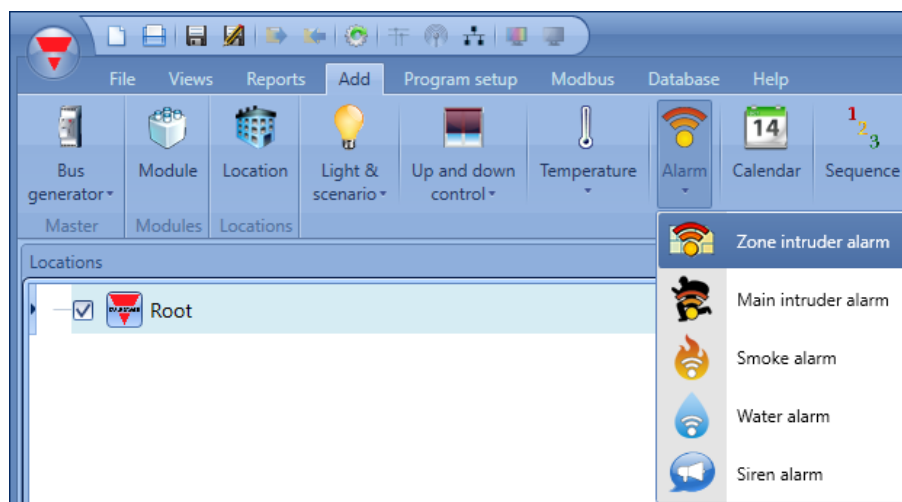 File Views Reports Add Program setup Modbus Database Help
14
1
2
3
Bus Module Location Light & Up and down Temperature Alarm Calendar Sequence
generator scenario control
Master Modules Locations
Locations
Root
Zone intruder alarm
Main intruder alarm
Smoke alarm
Water alarm
Siren alarm